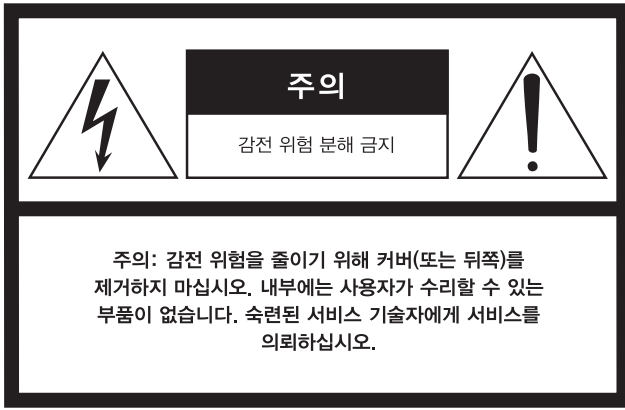 주의
감전 위험 분해 금지
주의: 감전 위험을 줄이기 위해 커버(또는 뒤쪽)를
제거하지 마십시오. 내부에는 사용자가 수리할 수 있는
부품이 없습니다. 숙련된 서비스 기술자에게 서비스를
의뢰하십시오.